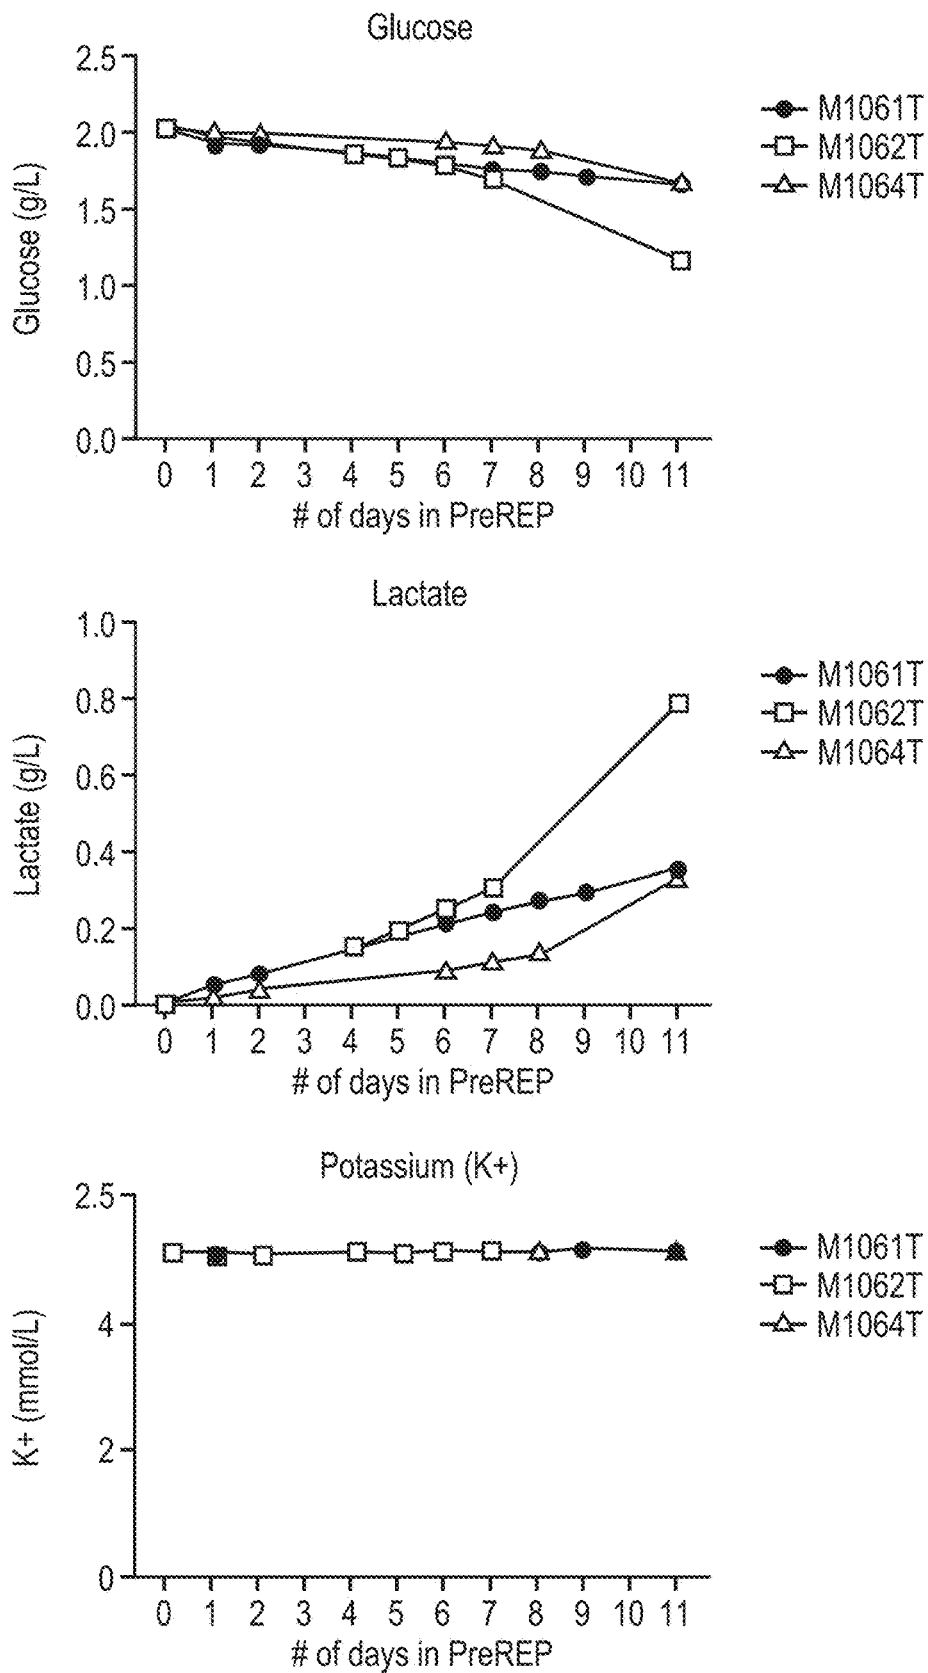 Glucose
2.5
2.0
1.5
1.0
0.5
0.0
Glucose (g/L)
0 1 2 3 4 5 6 7 8 9 10 11
# of days in PreREP
M1061T
M1062T
M1064T
Lactate
1.0
0.8
0.6
0.4
0.2
0.0
Lactate (g/L)
0 1 2 3 4 5 6 7 8 9 10 11
# of days in PreREP
M1061T
M1062T
M1064T
Potassium (K+)
2.5
4
2
0
K+ (mmol/L)
0 1 2 3 4 5 6 7 8 9 10 11
# of days in PreREP
M1061T
M1062T
M1064T